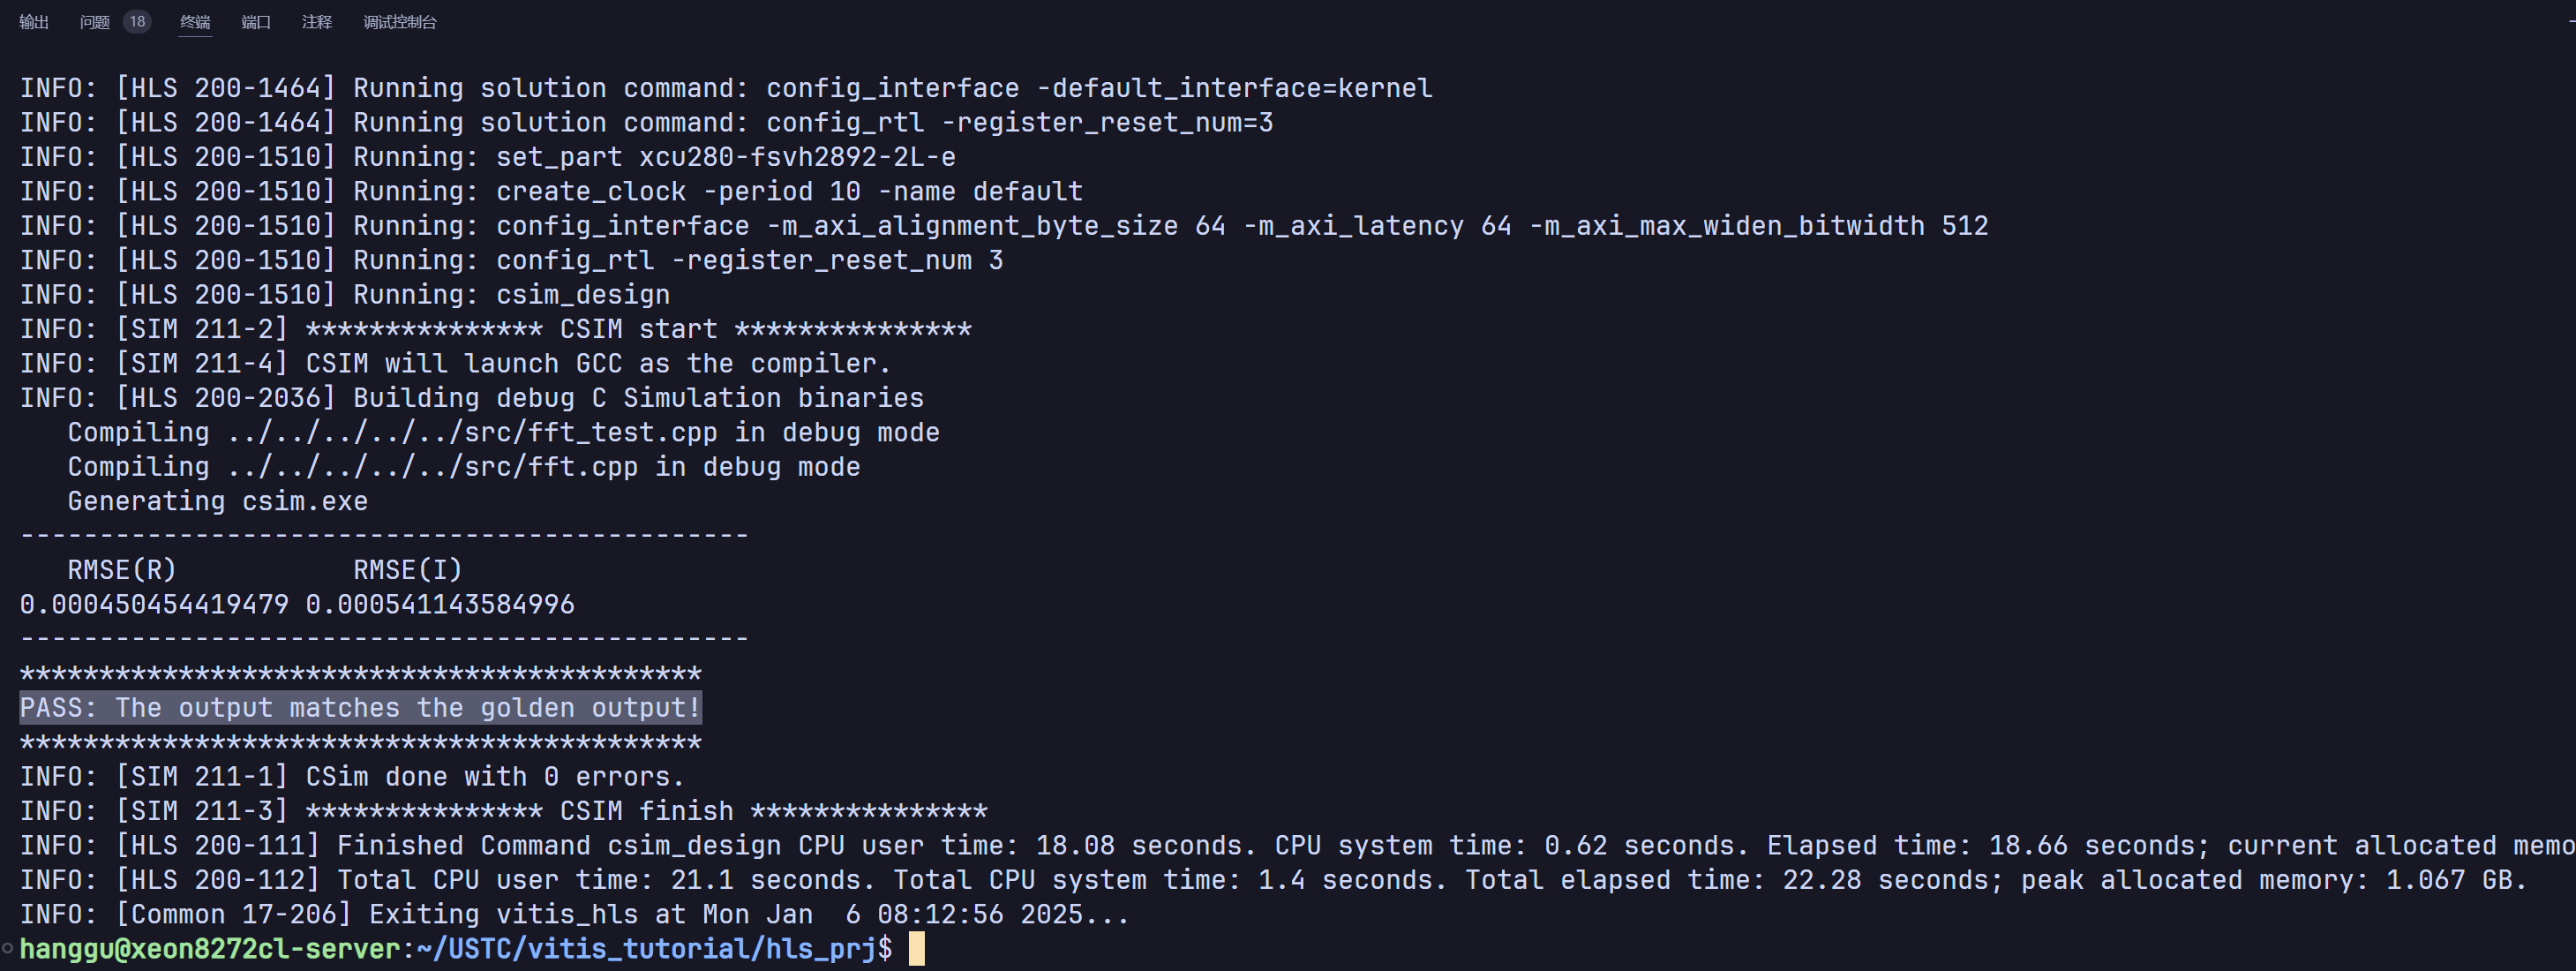 输出 问题 18 终端 端口 注释 调试控制台
INFO: [HLS 200-1464] Running solution command: config_interface -default_interface=kernel
INFO: [HLS 200-1464] Running solution command: config_rtl -register_reset_num=3
INFO: [HLS 200-1510] Running: set_part xcu280-fsvh2892-2L-e
INFO: [HLS 200-1510] Running: create_clock -period 10 -name default
INFO: [HLS 200-1510] Running: config_interface -m_axi_alignment_byte_size 64 -m_axi_latency 64 -m_axi_max_widen_bitwidth 512
INFO: [HLS 200-1510] Running: config_rtl -register_reset_num 3
INFO: [HLS 200-1510] Running: csim_design
INFO: [SIM 211-2] *************** CSIM start ***************
INFO: [SIM 211-4] CSIM will launch GCC as the compiler.
INFO: [HLS 200-2036] Building debug C Simulation binaries
   Compiling ../../../../../src/fft_test.cpp in debug mode
   Compiling ../../../../../src/fft.cpp in debug mode
   Generating csim.exe
----------------------------------------------
   RMSE(R)           RMSE(I)
0.000450454419479 0.000541143584996
----------------------------------------------
*******************************************
PASS: The output matches the golden output!
*******************************************
INFO: [SIM 211-1] CSim done with 0 errors.
INFO: [SIM 211-3] *************** CSIM finish ***************
INFO: [HLS 200-111] Finished Command csim_design CPU user time: 18.08 seconds. CPU system time: 0.62 seconds. Elapsed time: 18.66 seconds; current allocated memo
INFO: [HLS 200-112] Total CPU user time: 21.1 seconds. Total CPU system time: 1.4 seconds. Total elapsed time: 22.28 seconds; peak allocated memory: 1.067 GB.
INFO: [Common 17-206] Exiting vitis_hls at Mon Jan  6 08:12:56 2025...
hanggu@xeon8272cl-server:~/USTC/vitis_tutorial/hls_prj$